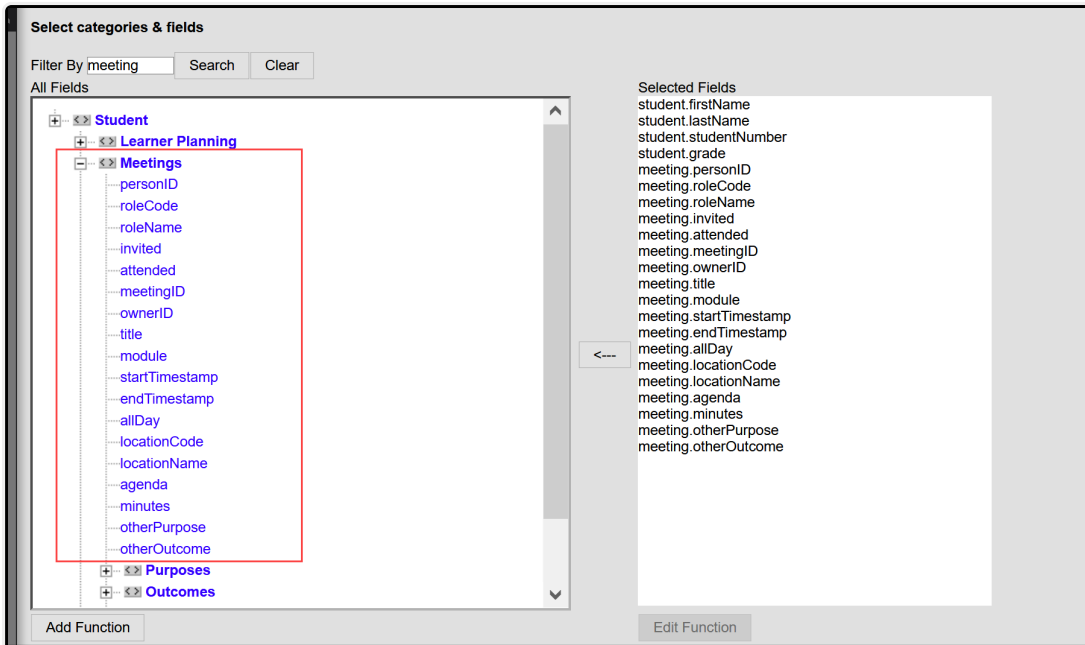 Select categories & fields
Filter By meeting Search Clear
All Fields
Student
Learner Planning
Meetings
personID
roleCode
roleName
invited
attended
meetingID
ownerID
title
module
startTimestamp
endTimestamp
allDay
locationCode
locationName
agenda
minutes
otherPurpose
otherOutcome
Purposes
Outcomes
Add Function
<---
Selected Fields
student.firstName
student.lastName
student.studentNumber
student.grade
meeting.personID
meeting.roleCode
meeting.roleName
meeting.invited
meeting.attended
meeting.meetingID
meeting.ownerID
meeting.title
meeting.module
meeting.startTimestamp
meeting.endTimestamp
meeting.allDay
meeting.locationCode
meeting.locationName
meeting.agenda
meeting.minutes
meeting.otherPurpose
meeting.otherOutcome
Edit Function